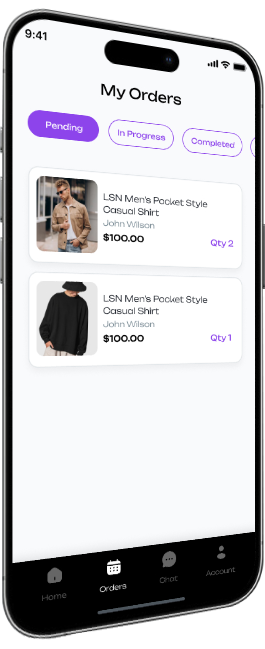 9:41
My Orders
Pending
In Progress
Completed
LSN Men's Pocket Style
Casual Shirt
John Wilson
$100.00
Qty 2
LSN Men's Pocket Style
Casual Shirt
John Wilson
$100.00
Qty 1
Home
Orders
Chat
Account